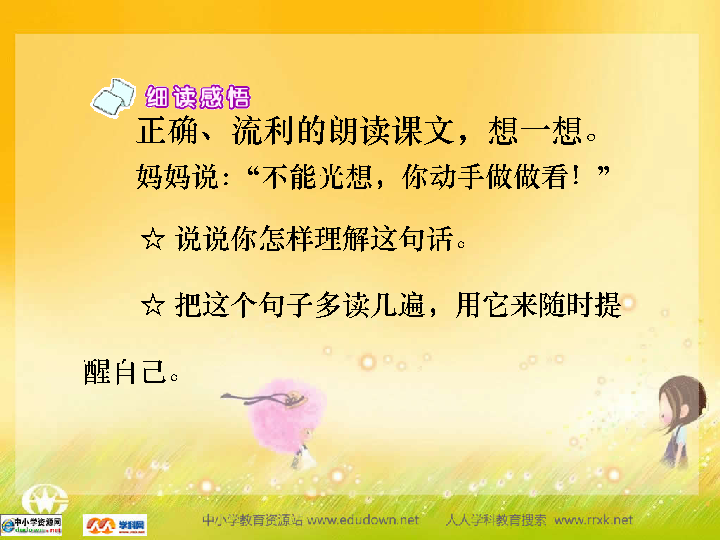 细读感悟
正确、流利的朗读课文，想一想。
妈妈说：“不能光想，你动手做做看！”
☆ 说说你怎样理解这句话。
☆ 把这个句子多读几遍，用它来随时提
醒自己。
中小学资源网
学科网
中小学教育资源站 www.edudown.net 人人学科教育搜索 www.rrxk.net